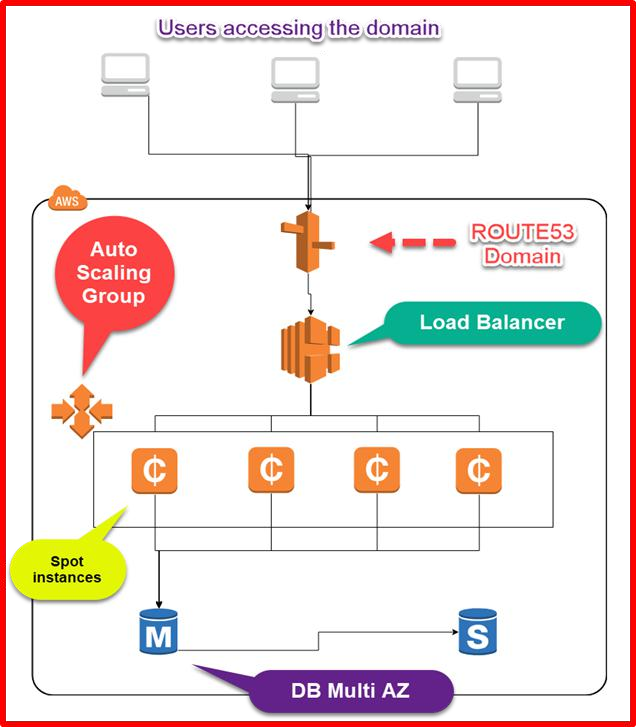 Users accessing the domain
AWS
Auto
Scaling
Group
ROUTE53
Domain
Load Balancer
₵
₵
₵
₵
Spot
instances
M
S
DB Multi AZ